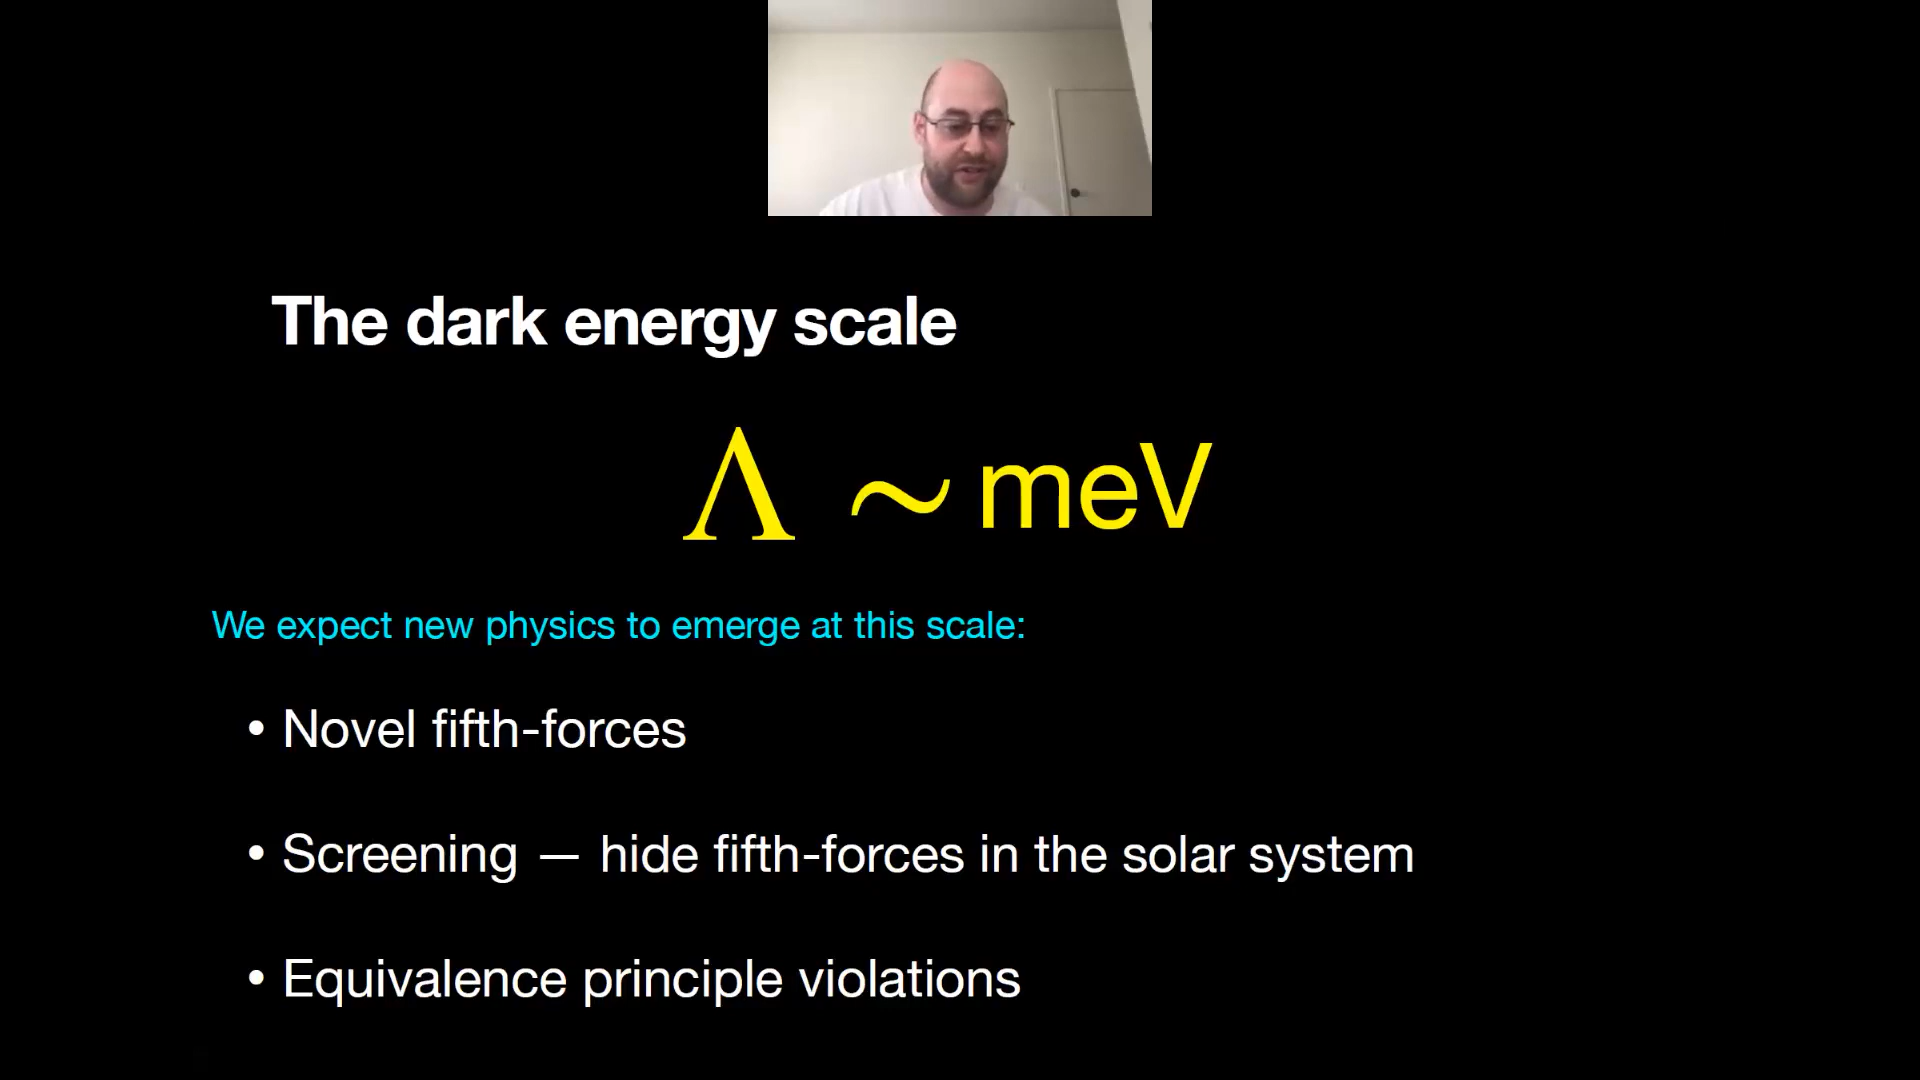 The dark energy scale
Λ ~ meV
We expect new physics to emerge at this scale:
• Novel fifth-forces
• Screening — hide fifth-forces in the solar system
• Equivalence principle violations